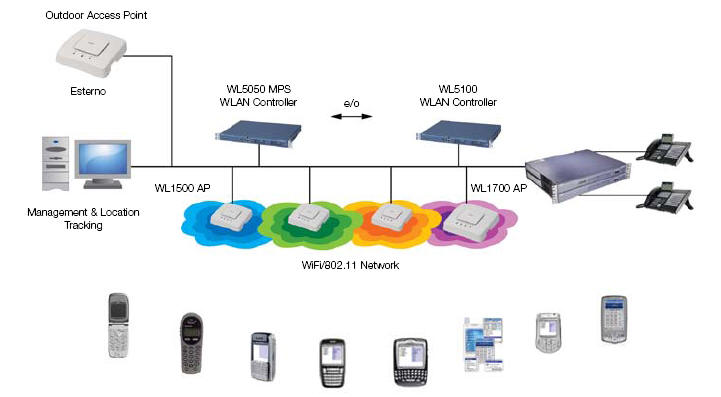 Outdoor Access Point
Esterno
WL5050 MPS
WLAN Controller
e/o
WL5100
WLAN Controller
WL1500 AP
WL1700 AP
Management & Location
Tracking
WiFi/802.11 Network